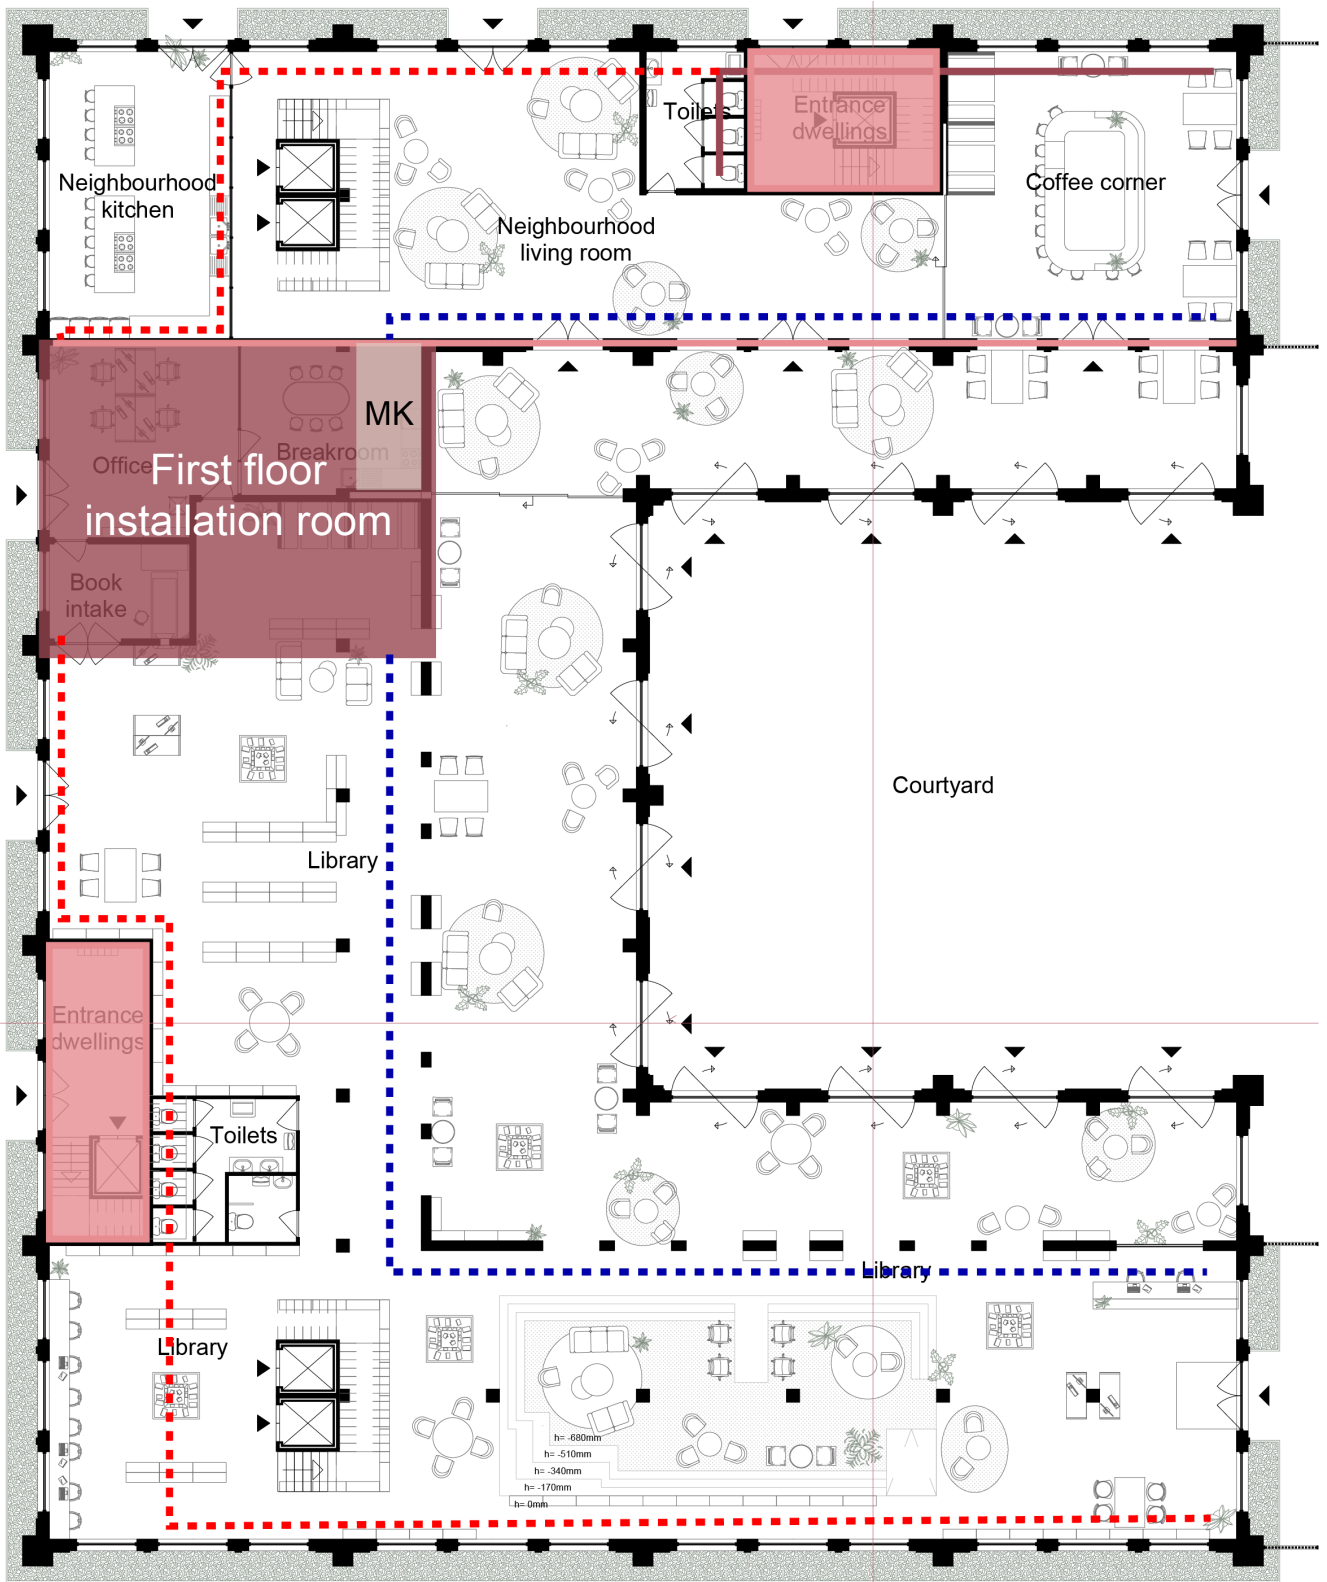 Toilets
Entrance
dwellings
Neighbourhood
kitchen
Coffee corner
Neighbourhood
living room
MK
Office
Breakroom
First floor
installation room
Book
intake
Courtyard
Library
Entrance
dwellings
Toilets
Library
Library
h= -680mm
h= -510mm
h= -340mm
h= -170mm
h= 0mm